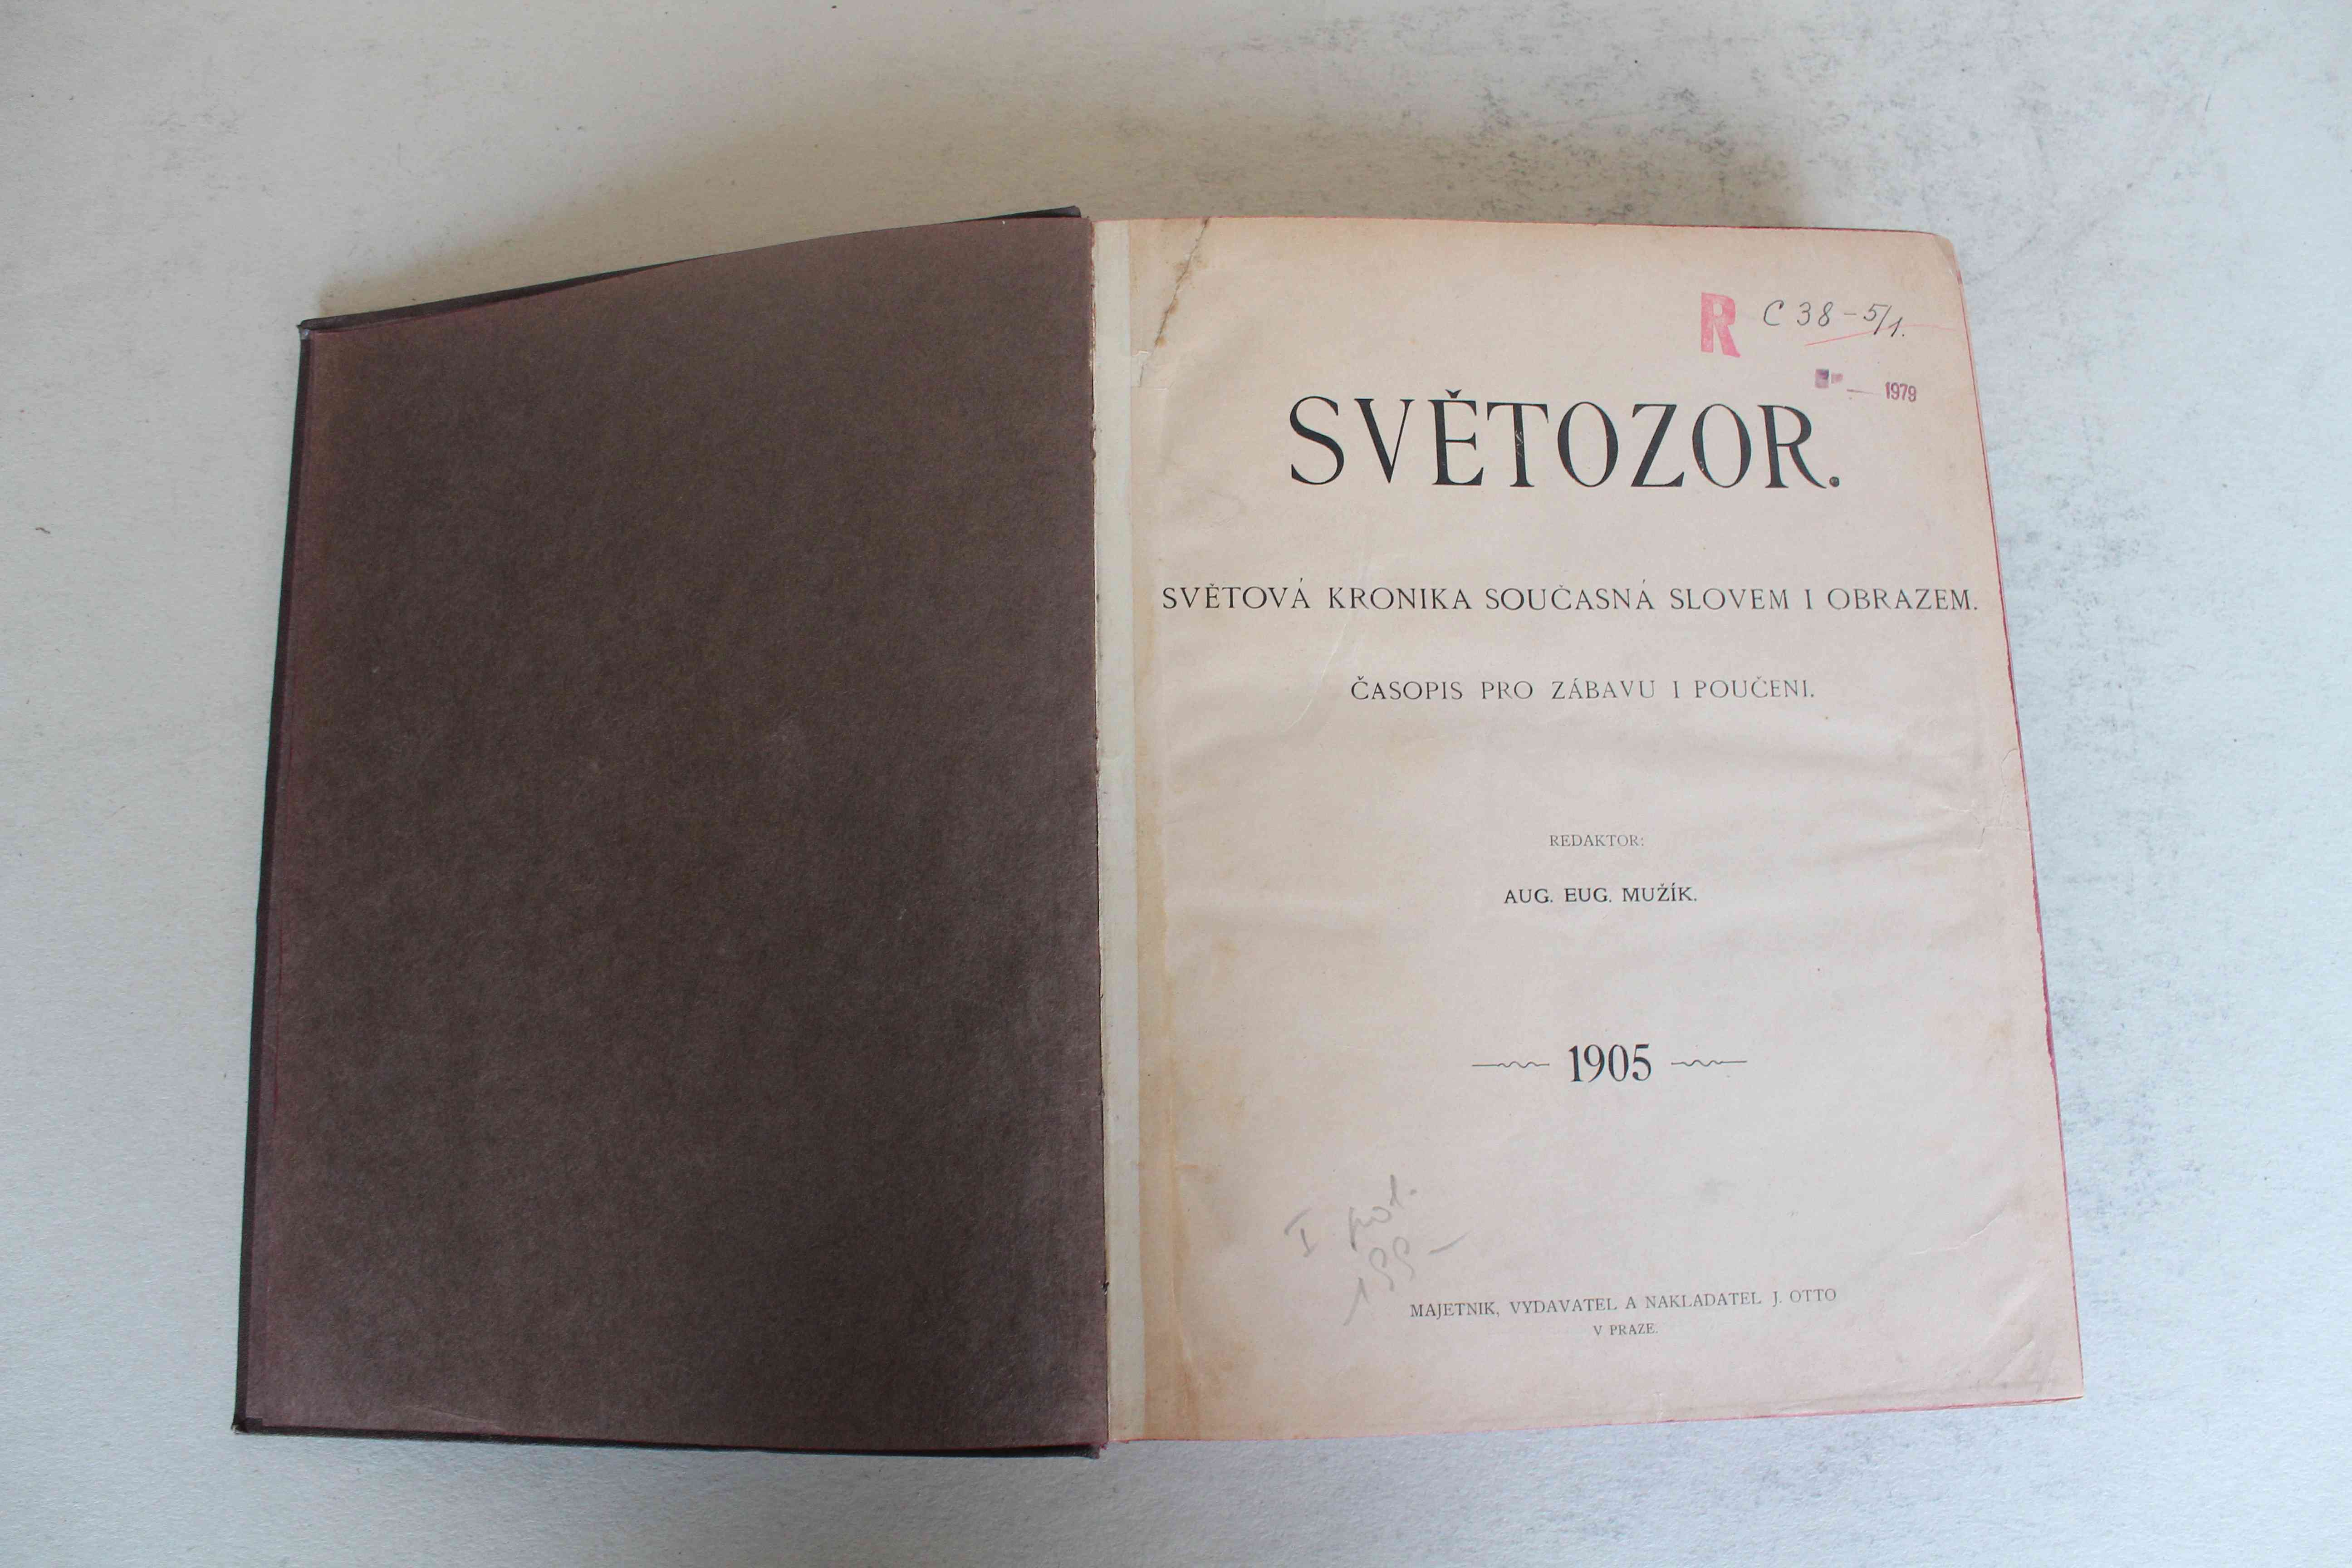 R C 38-5/1.
1979
SVĚTOZOR.
SVĚTOVÁ KRONIKA SOUČASNÁ SLOVEM I OBRAZEM.
ČASOPIS PRO ZÁBAVU I POUČENI.
REDAKTOR:
AUG. EUG. MUŽÍK.
1905
I pol.
MAJETNIK, VYDAVATEL A NAKLADATEL J. OTTO
V PRAZE.